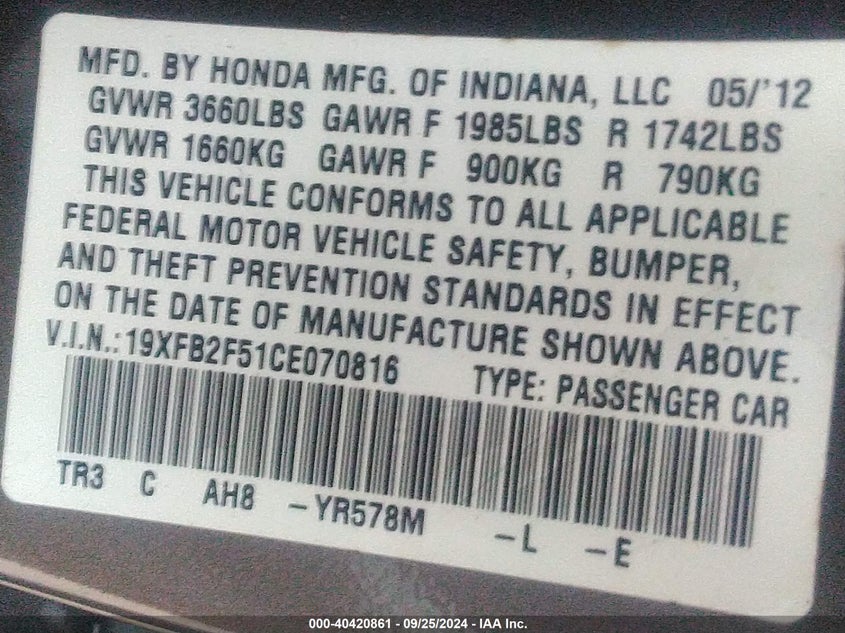 MFD. BY HONDA MFG. OF INDIANA, LLC 05/'12
GVWR 3660LBS GAWR F 1985LBS R 1742LBS
GVWR 1660KG GAWR F 900KG R 790KG
THIS VEHICLE CONFORMS TO ALL APPLICABLE
FEDERAL MOTOR VEHICLE SAFETY, BUMPER,
AND THEFT PREVENTION STANDARDS IN EFFECT
ON THE DATE OF MANUFACTURE SHOWN ABOVE.
V.I.N.:19XFB2F51CE070816 TYPE: PASSENGER CAR
TR3 C AH8 -YR578M -L -E
000-40420861 - 09/25/2024 - IAA Inc.